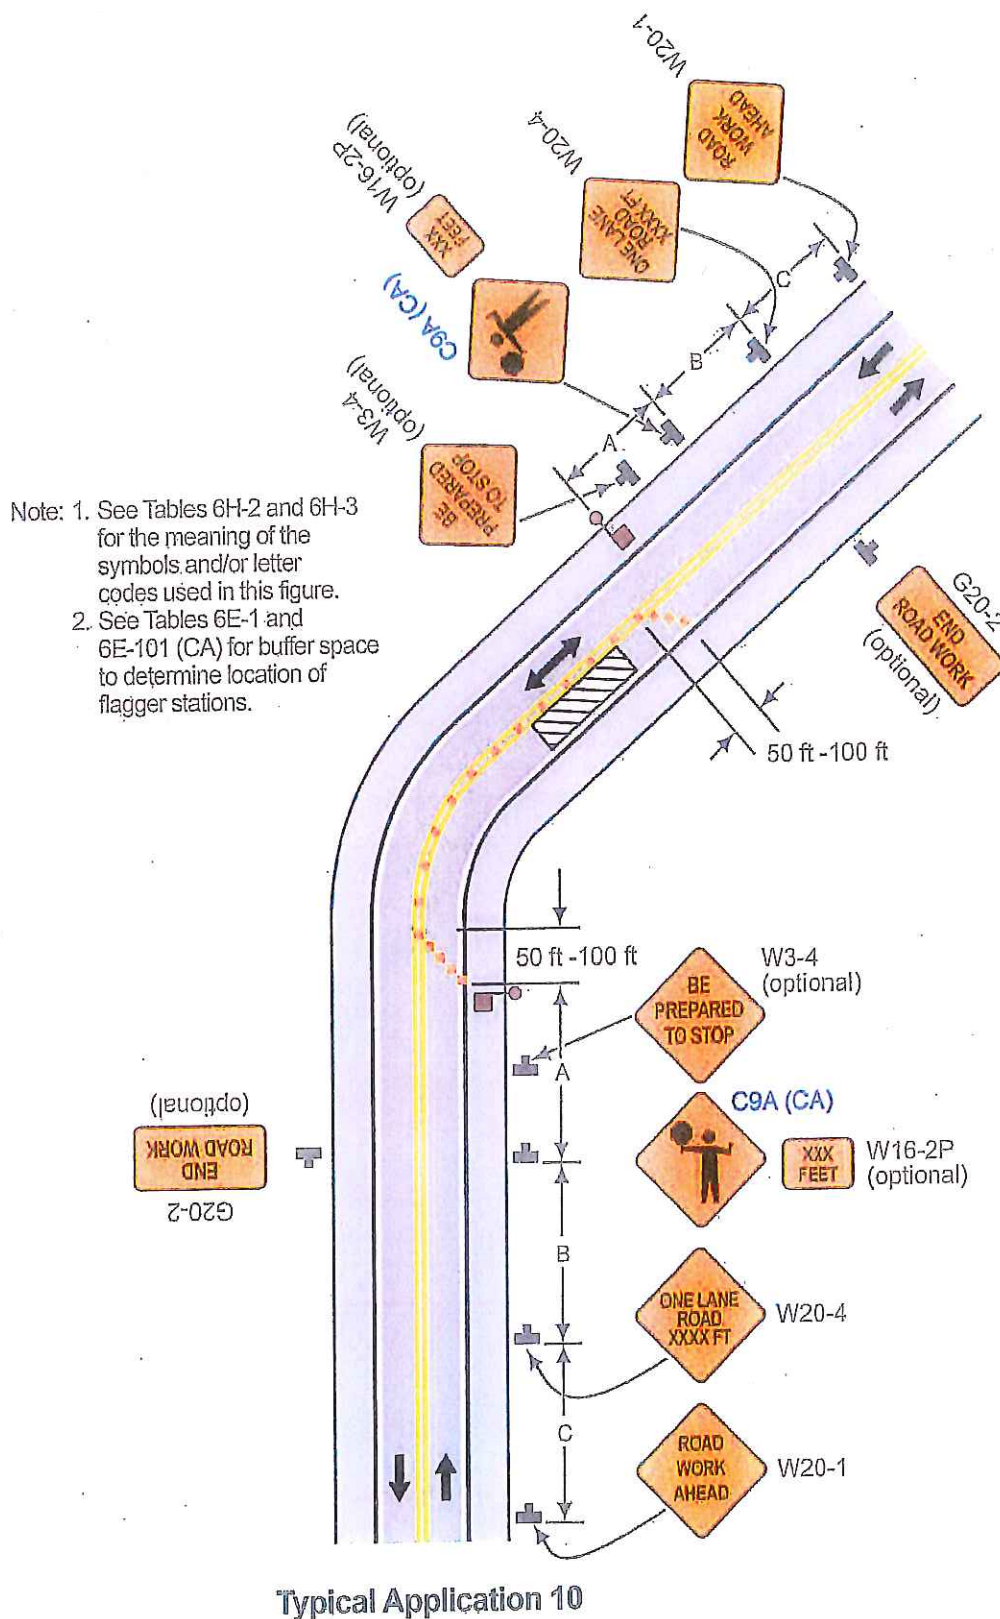 W20-1
ROAD
WORK
AHEAD
W20-4
ONE LANE
ROAD
XXXX FT
W16-2P
(optional)
XXX
FEET
C9A (CA)
W3-4
(optional)
BE
PREPARED
TO STOP
C
B
A
Note: 1. See Tables 6H-2 and 6H-3
for the meaning of the
symbols and/or letter
codes used in this figure.
2. See Tables 6E-1 and
6E-101 (CA) for buffer space
to determine location of
flagger stations.
G20-2
END
ROAD WORK
(optional)
50 ft -100 ft
50 ft -100 ft
W3-4
(optional)
BE
PREPARED
TO STOP
A
C9A (CA)
XXX
FEET
W16-2P
(optional)
G20-2
END
ROAD WORK
(optional)
B
ONE LANE
ROAD
XXXX FT
W20-4
C
ROAD
WORK
AHEAD
W20-1
Typical Application 10